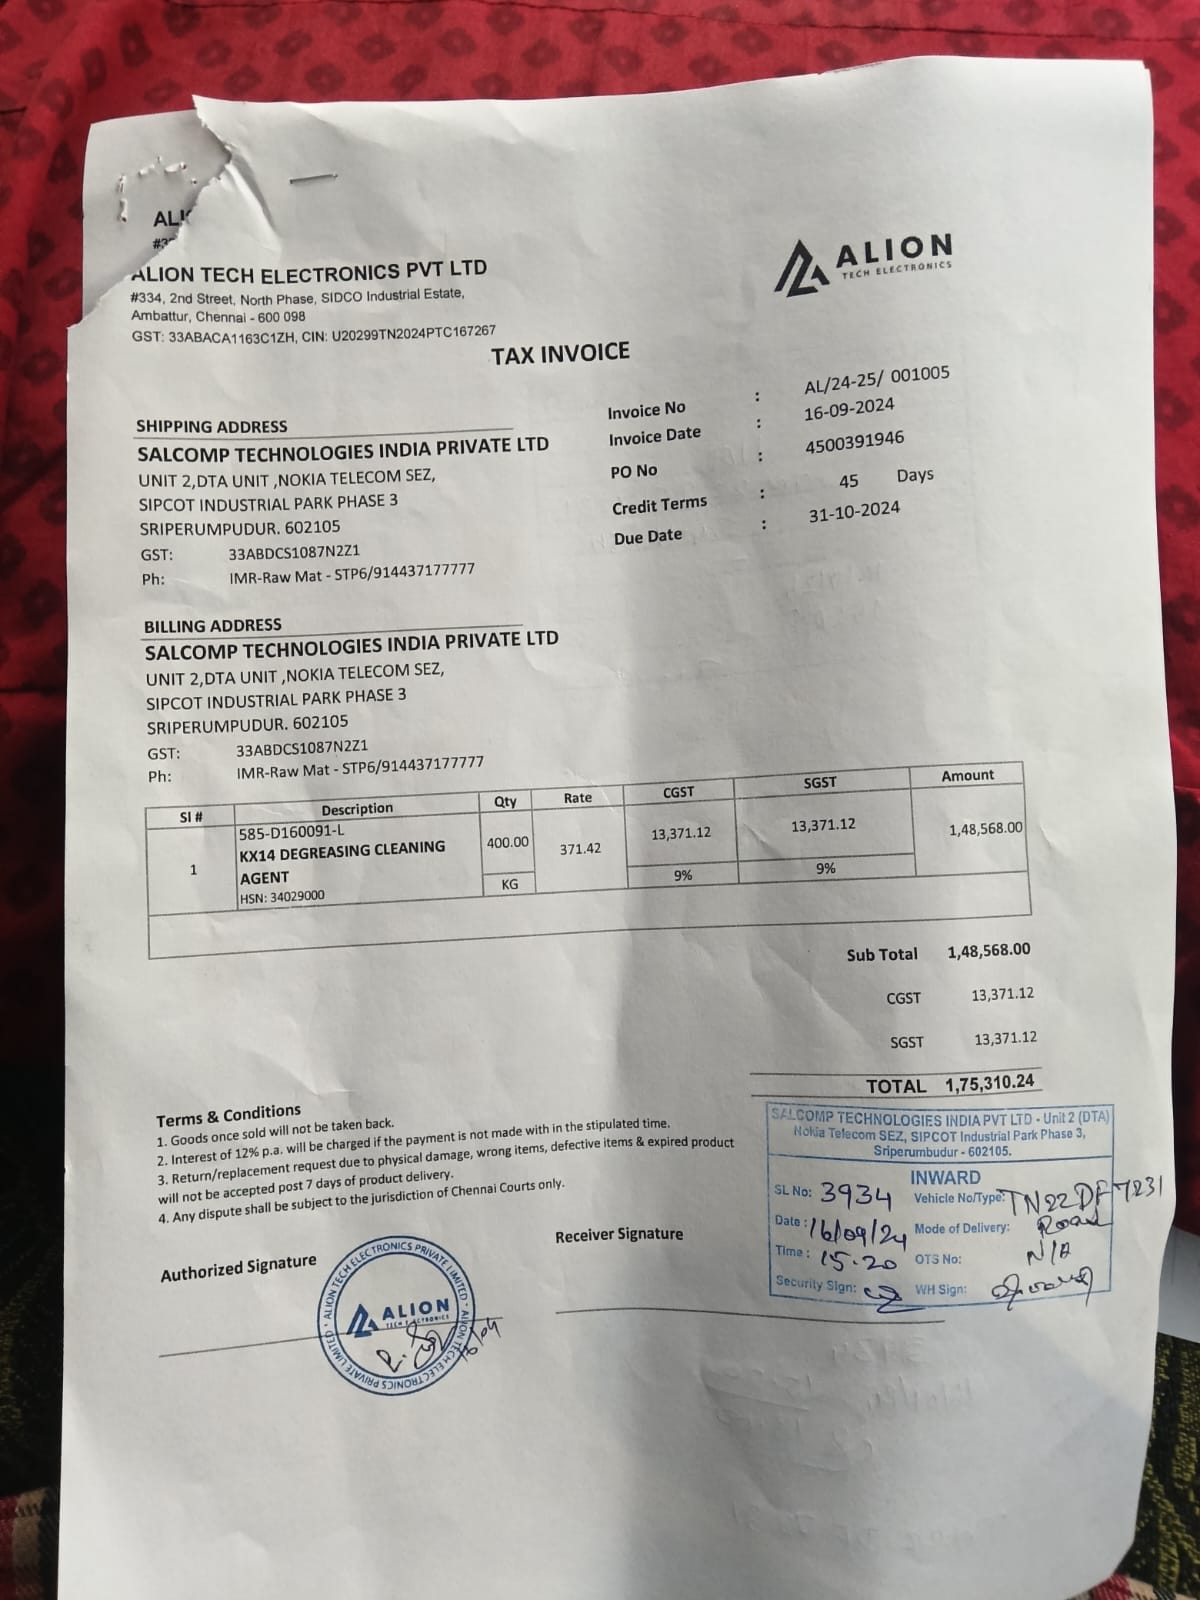 ALI
ALION TECH ELECTRONICS PVT LTD
#334, 2nd Street, North Phase, SIDCO Industrial Estate,
Ambattur, Chennai - 600 098
GST: 33ABACA1163C1ZH, CIN: U20299TN2024PTC167267
ALION
TECH ELECTRONICS
TAX INVOICE
Invoice No : AL/24-25/ 001005
Invoice Date : 16-09-2024
PO No : 4500391946
Credit Terms : 45 Days
Due Date : 31-10-2024
SHIPPING ADDRESS
SALCOMP TECHNOLOGIES INDIA PRIVATE LTD
UNIT 2,DTA UNIT ,NOKIA TELECOM SEZ,
SIPCOT INDUSTRIAL PARK PHASE 3
SRIPERUMPUDUR. 602105
GST: 33ABDCS1087N2Z1
Ph: IMR-Raw Mat - STP6/914437177777
BILLING ADDRESS
SALCOMP TECHNOLOGIES INDIA PRIVATE LTD
UNIT 2,DTA UNIT ,NOKIA TELECOM SEZ,
SIPCOT INDUSTRIAL PARK PHASE 3
SRIPERUMPUDUR. 602105
GST: 33ABDCS1087N2Z1
Ph: IMR-Raw Mat - STP6/914437177777
Sl # Description Qty Rate CGST SGST Amount
1 585-D160091-L 400.00 371.42 13,371.12 13,371.12 1,48,568.00
KX14 DEGREASING CLEANING
AGENT KG 9% 9%
HSN: 34029000
Sub Total 1,48,568.00
CGST 13,371.12
SGST 13,371.12
TOTAL 1,75,310.24
Terms & Conditions
1. Goods once sold will not be taken back.
2. Interest of 12% p.a. will be charged if the payment is not made with in the stipulated time.
3. Return/replacement request due to physical damage, wrong items, defective items & expired product
will not be accepted post 7 days of product delivery.
4. Any dispute shall be subject to the jurisdiction of Chennai Courts only.
SALCOMP TECHNOLOGIES INDIA PVT LTD - Unit 2 (DTA)
Nokia Telecom SEZ, SIPCOT Industrial Park Phase 3,
Sriperumbudur - 602105.
INWARD
SL No: 3934 Vehicle No/Type: TN22DF7231
Date : 16/09/24 Mode of Delivery: Road
Time : 15.20 OTS No: N/A
Security Sign: WH Sign:
Authorized Signature
Receiver Signature
ALION TECH ELECTRONICS PRIVATE LIMITED
ALION TECH ELECTRONICS PRIVATE LIMITED
ALION
TECH ELECTRONICS